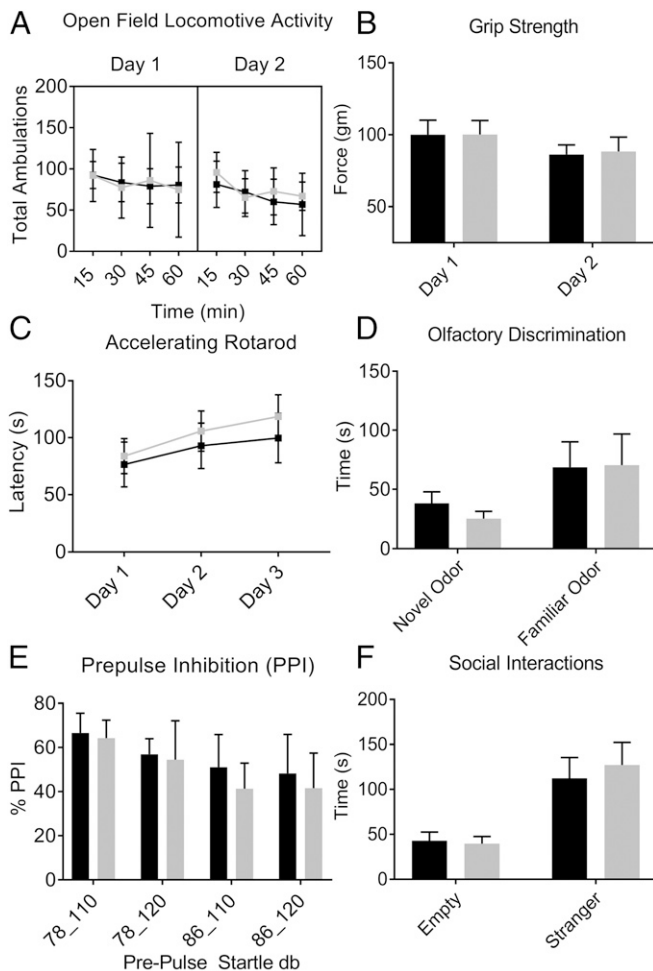 A
Open Field Locomotive Activity
Day 1
Day 2
200
150
100
50
0
Total Ambulations
15
30
45
60
15
30
45
60
Time (min)
B
Grip Strength
150
100
50
Force (gm)
Day 1
Day 2
C
Accelerating Rotarod
150
100
50
0
Latency (s)
Day 1
Day 2
Day 3
D
Olfactory Discrimination
150
100
50
0
Time (s)
Novel Odor
Familiar Odor
E
Prepulse Inhibition (PPI)
80
60
40
20
0
% PPI
78_110
78_120
86_110
86_120
Pre-Pulse Startle db
F
Social Interactions
200
150
100
50
0
Time (s)
Empty
Stranger